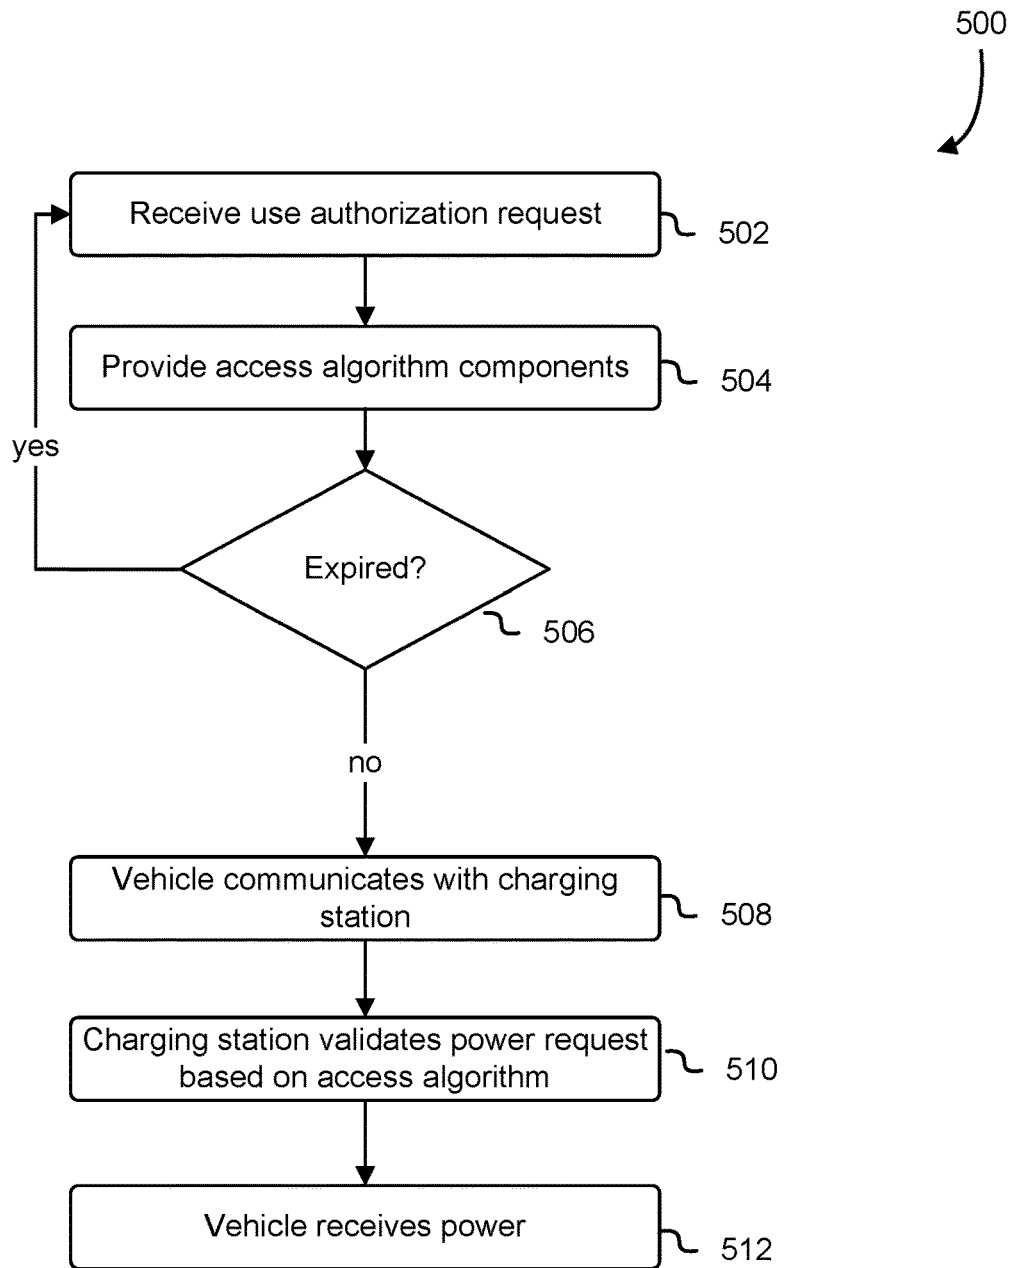 500
Receive use authorization request
502
Provide access algorithm components
504
yes
Expired?
506
no
Vehicle communicates with charging
station
508
Charging station validates power request
based on access algorithm
510
Vehicle receives power
512